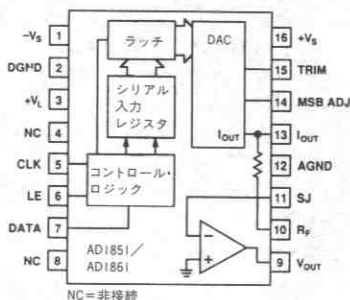 -VS 1
DGND 2
+VL 3
NC 4
CLK 5
LE 6
DATA 7
NC 8
ラッチ
シリアル
入力
レジスタ
コントロール・
ロジック
DAC
IOUT
AD1851／
AD1861
16 +VS
15 TRIM
14 MSB ADJ
13 IOUT
12 AGND
11 SJ
10 RF
9 VOUT
NC=非接続